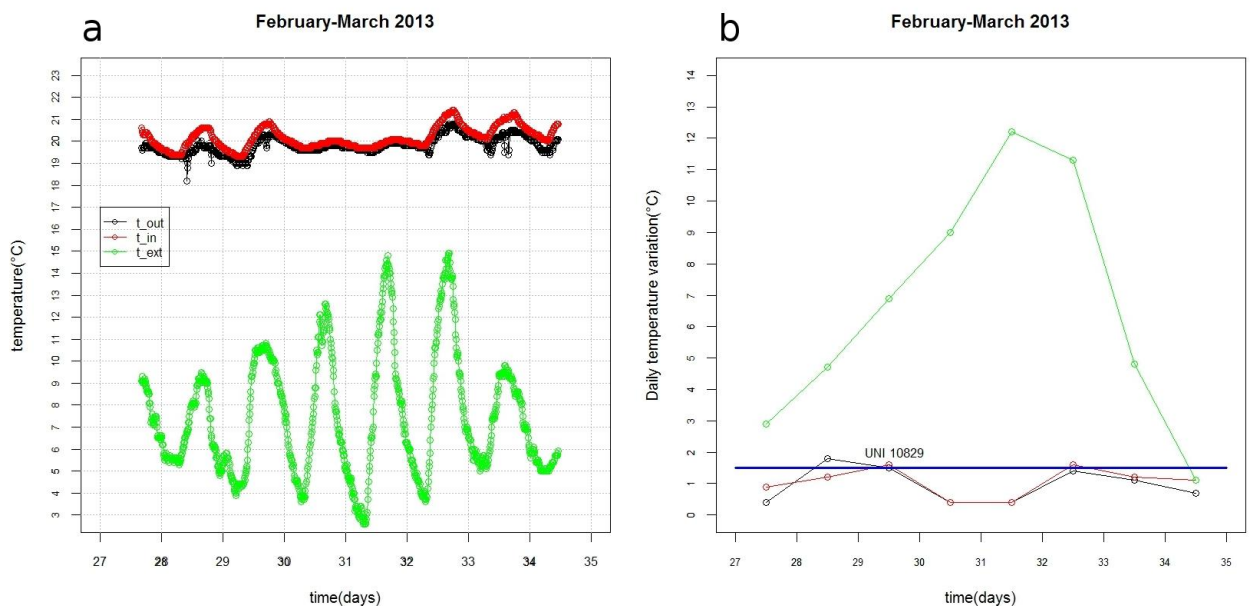 a
February-March 2013
temperature(°C)
23
22
21
20
19
18
17
16
15
14
13
12
11
10
9
8
7
6
5
4
3
t_out
t_in
t_ext
27 28 29 30 31 32 33 34 35
time(days)
b
February-March 2013
Daily temperature variation(°C)
14
13
12
11
10
9
8
7
6
5
4
3
2
1
0
UNI 10829
27 28 29 30 31 32 33 34 35
time(days)